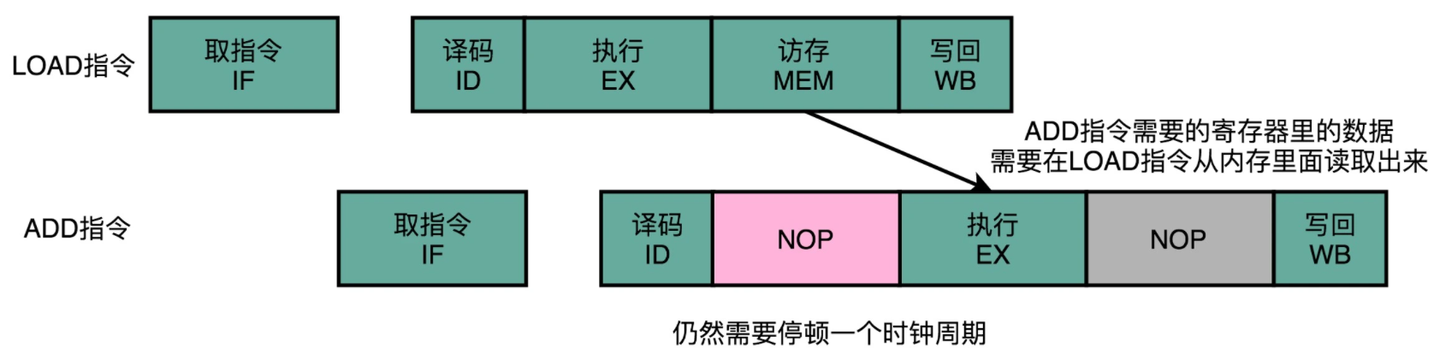 LOAD指令
取指令
IF
译码
ID
执行
EX
访存
MEM
写回
WB
ADD指令需要的寄存器里的数据
需要在LOAD指令从内存里面读取出来
ADD指令
取指令
IF
译码
ID
NOP
执行
EX
NOP
写回
WB
仍然需要停顿一个时钟周期